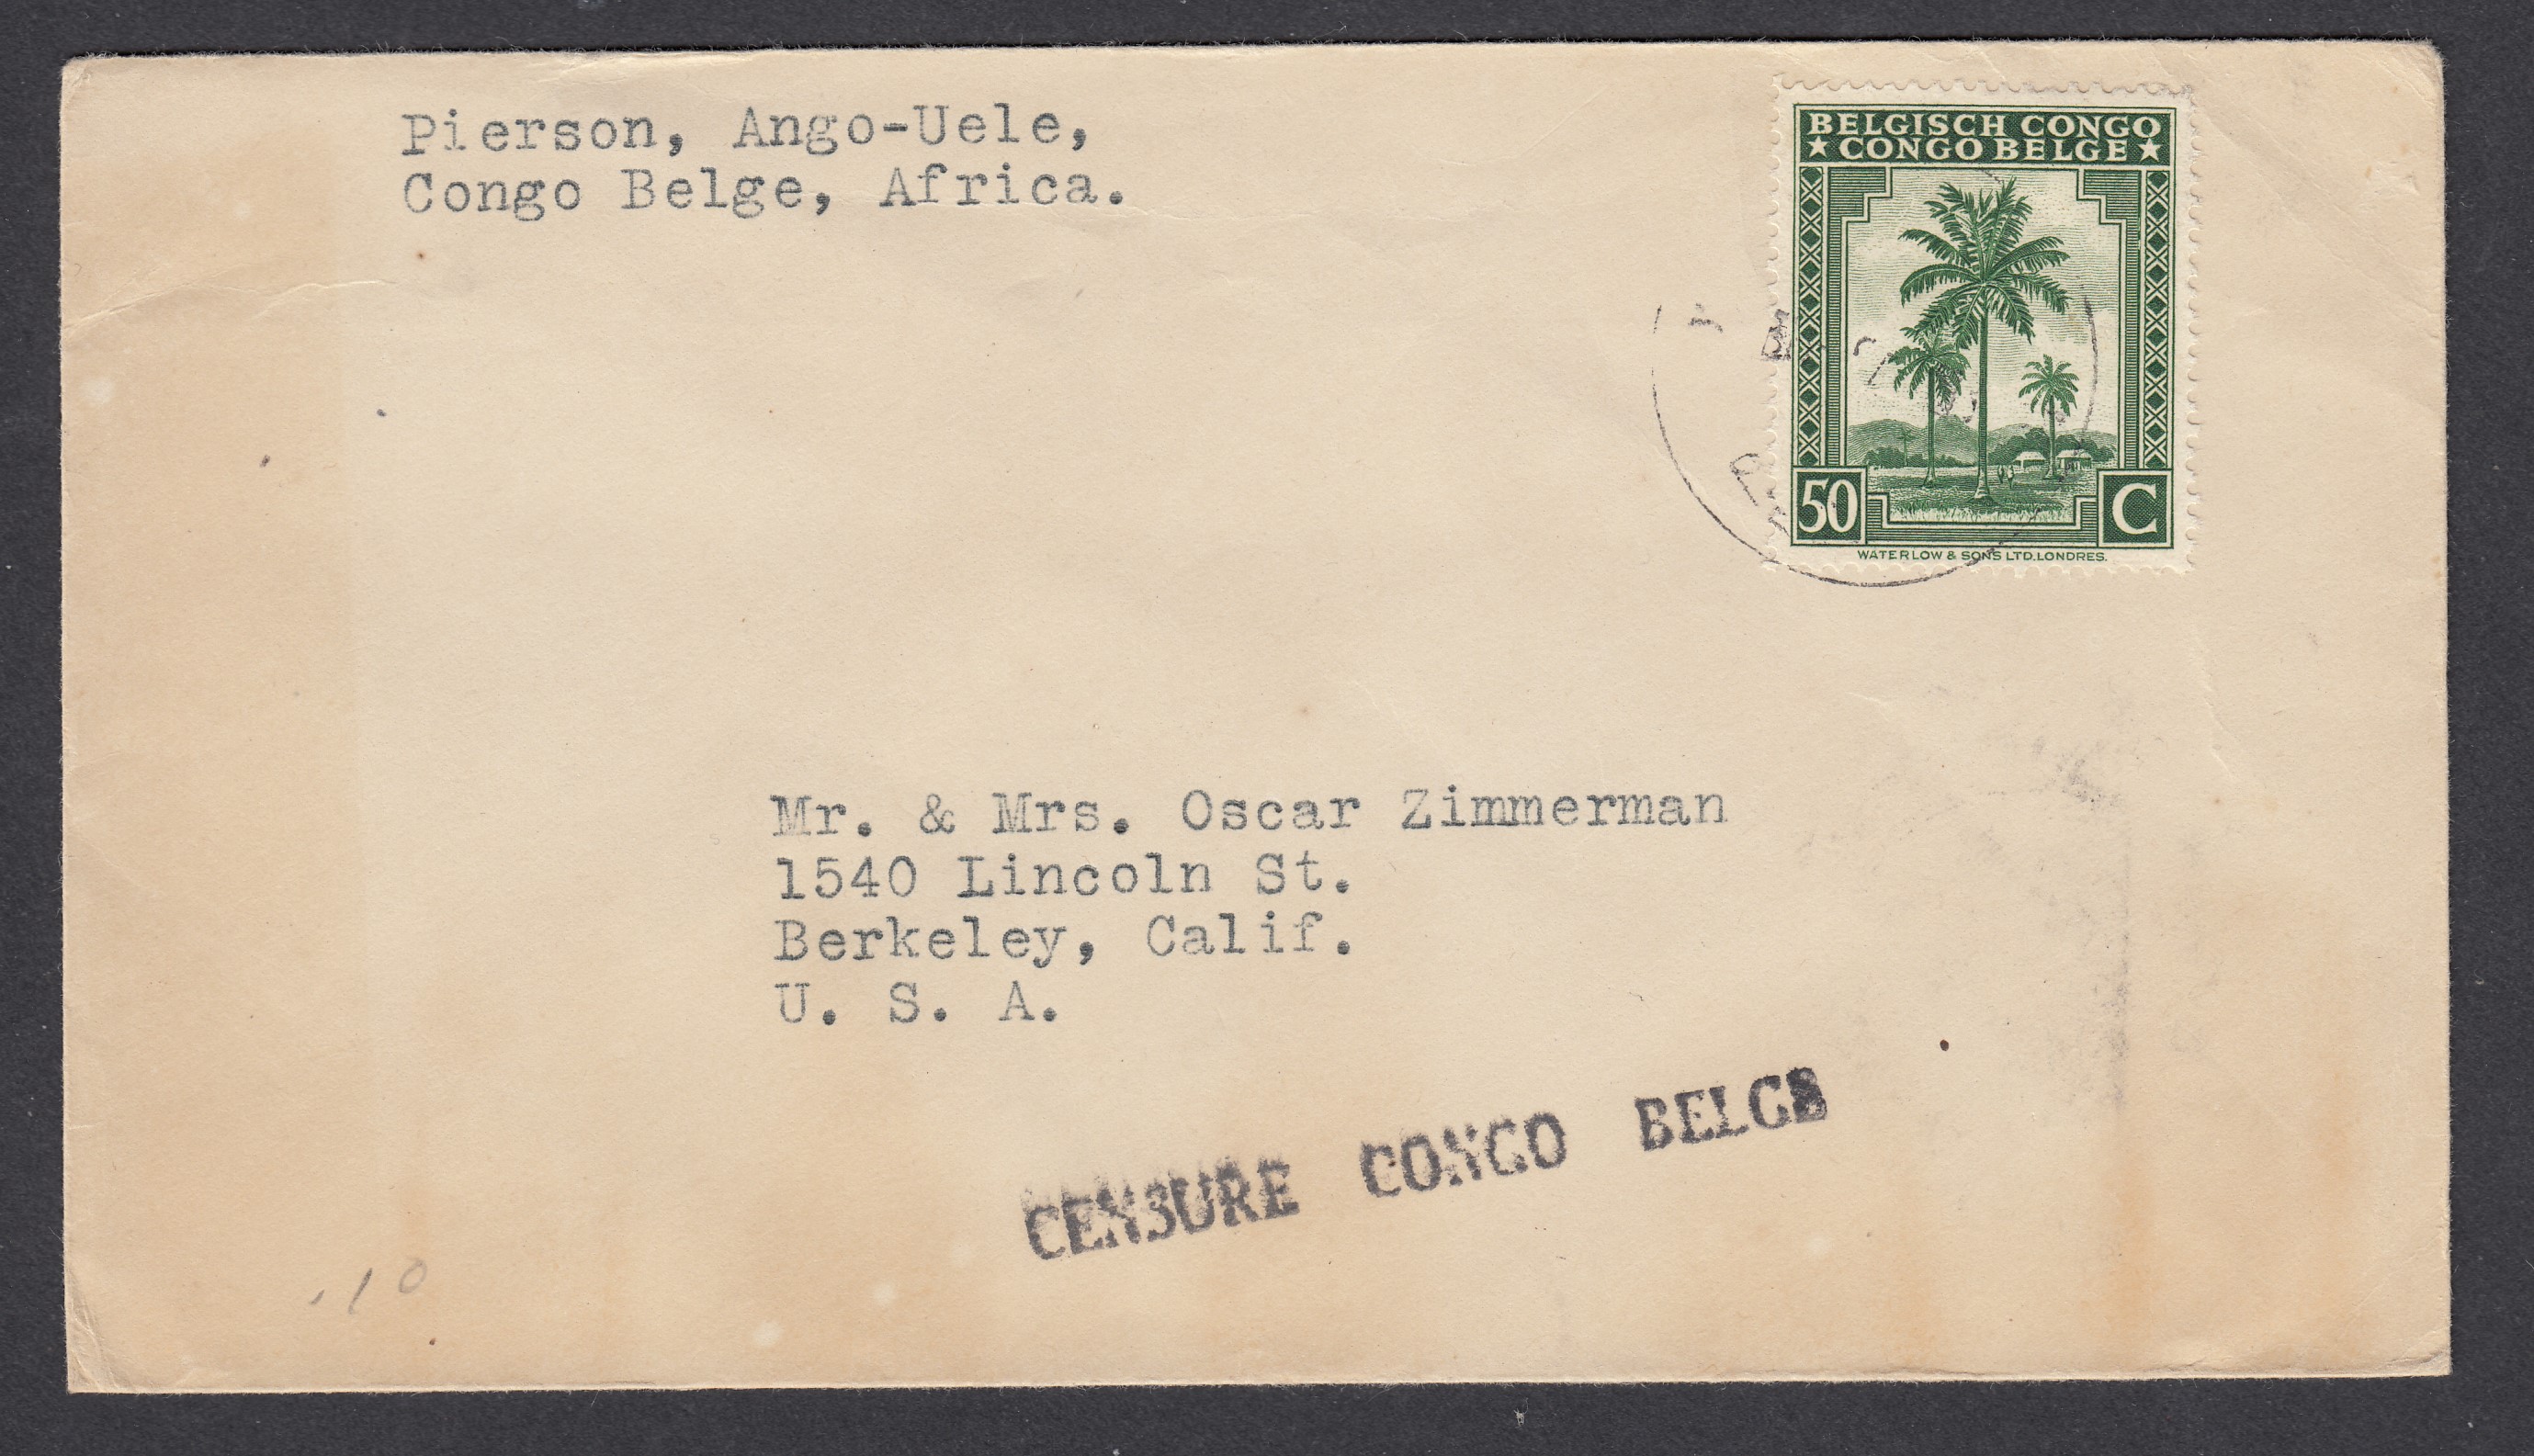 Pierson, Ango-Uele,
Congo Belge, Africa.
BELGISCH CONGO
★ CONGO BELGE ★
50 C
WATERLOW & SONS LTD. LONDRES.
Mr. & Mrs. Oscar Zimmerman
1540 Lincoln St.
Berkeley, Calif.
U. S. A.
CENSURE CONGO BELGE
.10